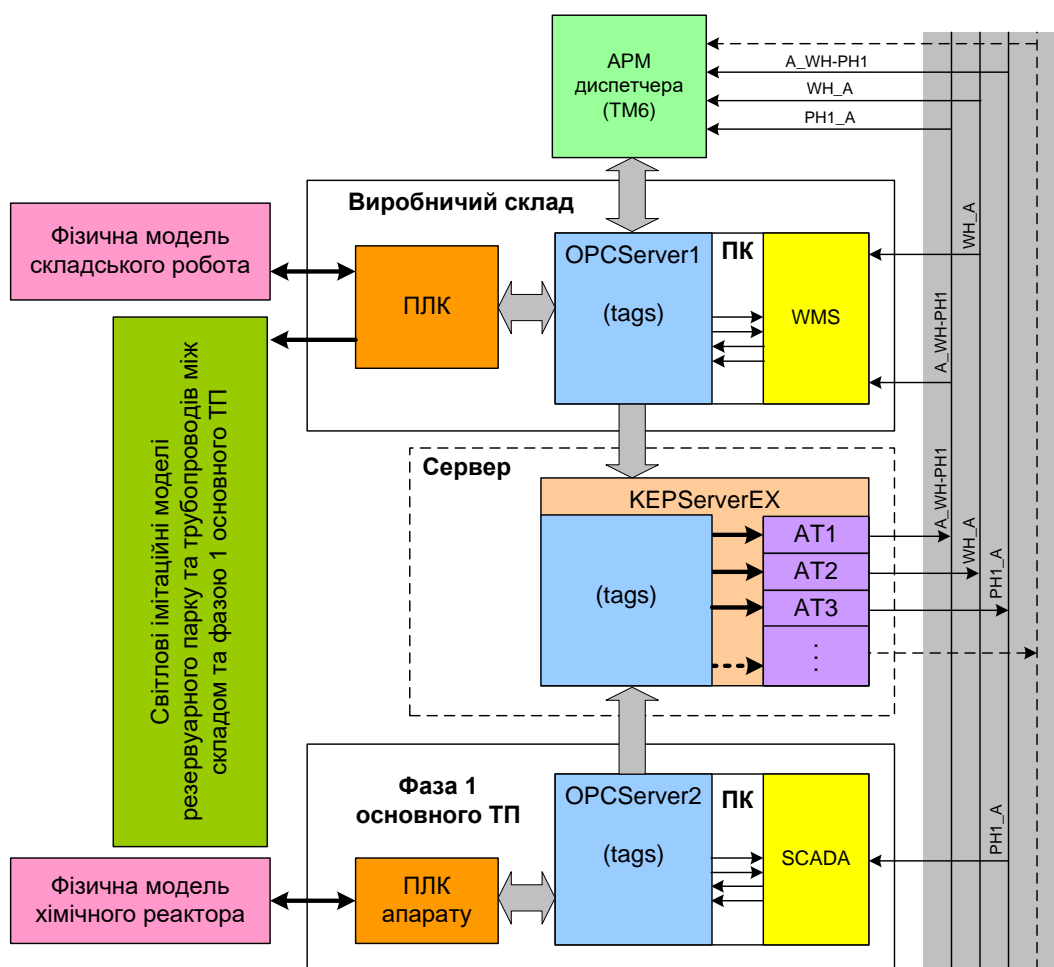 АРМ
диспетчера
(ТМ6)
A_WH-PH1
WH_A
PH1_A
Виробничий склад
Фізична модель
складського робота
ПЛК
OPCServer1
(tags)
ПК
WMS
WH_A
A_WH-PH1
Світлові імітаційні моделі
резервуарного парку та трубопроводів між
складом та фазою 1 основного ТП
Сервер
KEPServerEX
(tags)
AT1
AT2
AT3
⋮
A_WH-PH1
WH_A
PH1_A
Фаза 1
основного ТП
Фізична модель
хімічного реактора
ПЛК
апарату
OPCServer2
(tags)
ПК
SCADA
PH1_A